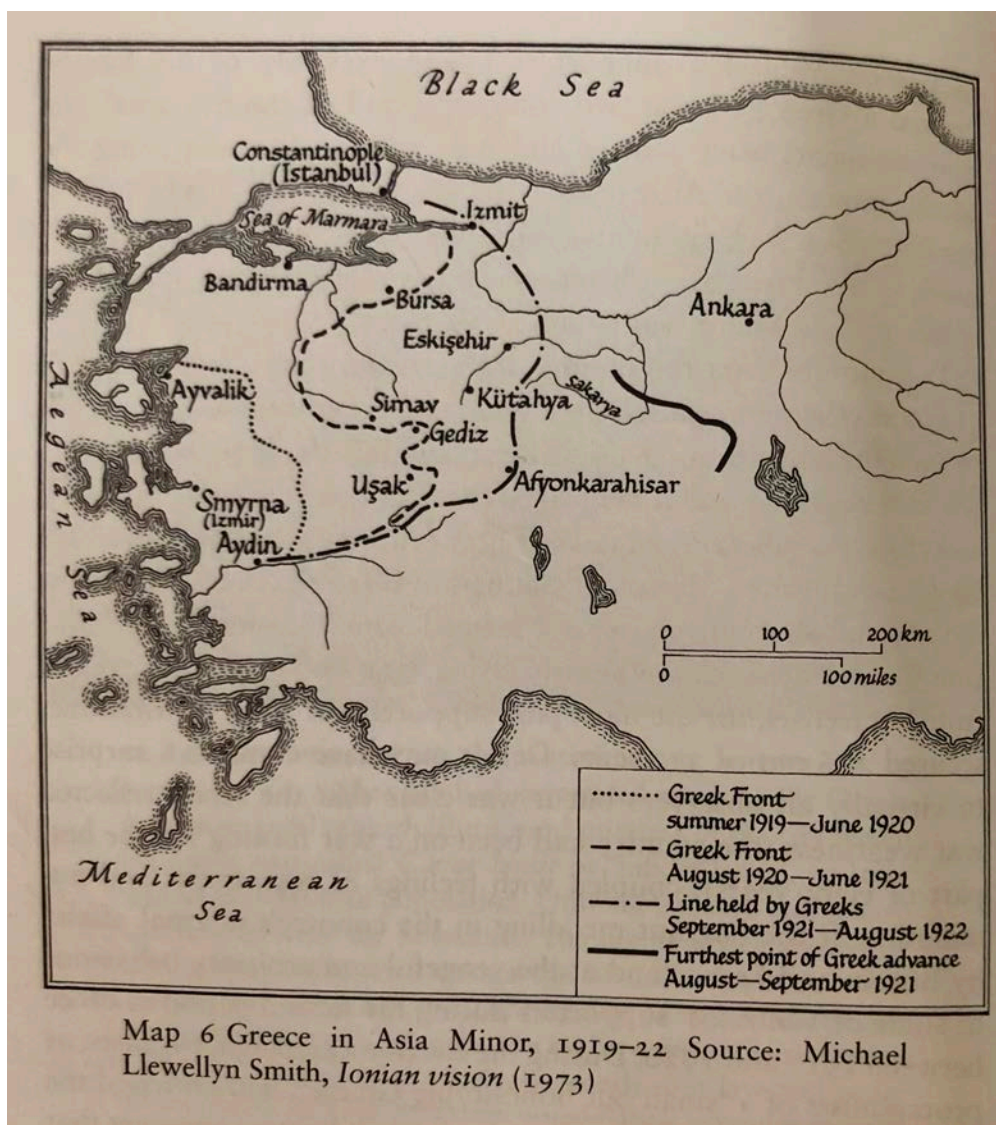 Black Sea
Constantinople
(Istanbul)
Sea of Marmara
Izmit
Bandirma
Bursa
Ankara
Eskişehir
Aegean Sea
Ayvalik
Simav
Kütahya
Sakarya
Gediz
Uşak
Afyonkarahisar
Smyrna
(Izmir)
Aydin
0 100 200 km
0 100 miles
Mediterranean
Sea
Greek Front
summer 1919—June 1920
Greek Front
August 1920—June 1921
Line held by Greeks
September 1921—August 1922
Furthest point of Greek advance
August—September 1921
Map 6 Greece in Asia Minor, 1919–22 Source: Michael
Llewellyn Smith, Ionian vision (1973)